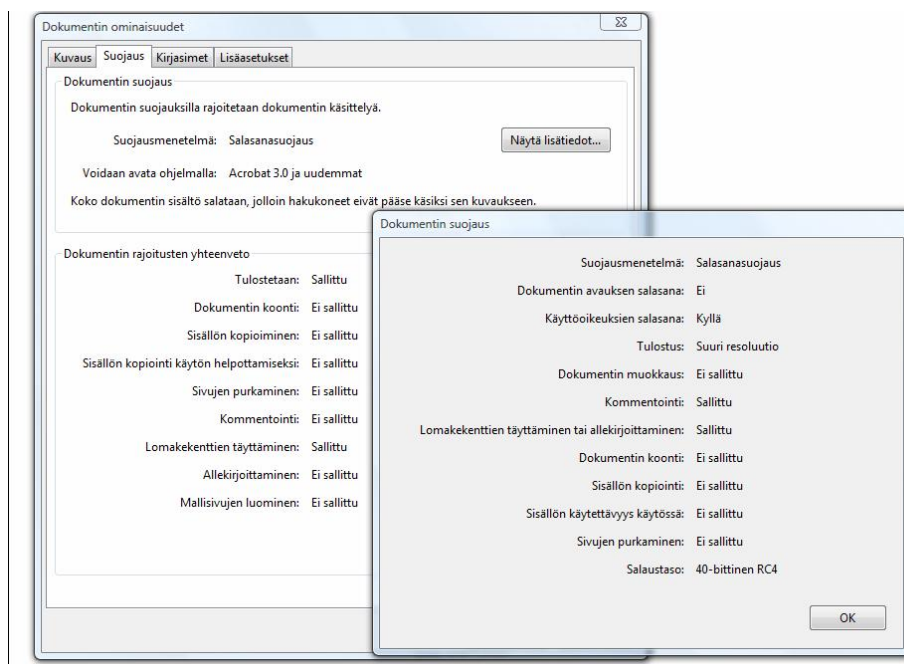 Dokumentin ominaisuudet
Kuvaus Suojaus Kirjasimet Lisäasetukset
Dokumentin suojaus
Dokumentin suojauksilla rajoitetaan dokumentin käsittelyä.
Suojausmenetelmä: Salasanasuojaus Näytä lisätiedot...
Voidaan avata ohjelmalla: Acrobat 3.0 ja uudemmat
Koko dokumentin sisältö salataan, jolloin hakukoneet eivät pääse käsiksi sen kuvaukseen.
Dokumentin rajoitusten yhteenveto
Tulostetaan: Sallittu
Dokumentin koonti: Ei sallittu
Sisällön kopioiminen: Ei sallittu
Sisällön kopiointi käytön helpottamiseksi: Ei sallittu
Sivujen purkaminen: Ei sallittu
Kommentointi: Ei sallittu
Lomakekenttien täyttäminen: Sallittu
Allekirjoittaminen: Ei sallittu
Mallisivujen luominen: Ei sallittu
Dokumentin suojaus
Suojausmenetelmä: Salasanasuojaus
Dokumentin avauksen salasana: Ei
Käyttöoikeuksien salasana: Kyllä
Tulostus: Suuri resoluutio
Dokumentin muokkaus: Ei sallittu
Kommentointi: Sallittu
Lomakekenttien täyttäminen tai allekirjoittaminen: Sallittu
Dokumentin koonti: Ei sallittu
Sisällön kopiointi: Ei sallittu
Sisällön käytettävyys käytössä: Ei sallittu
Sivujen purkaminen: Ei sallittu
Salaustaso: 40-bittinen RC4
OK